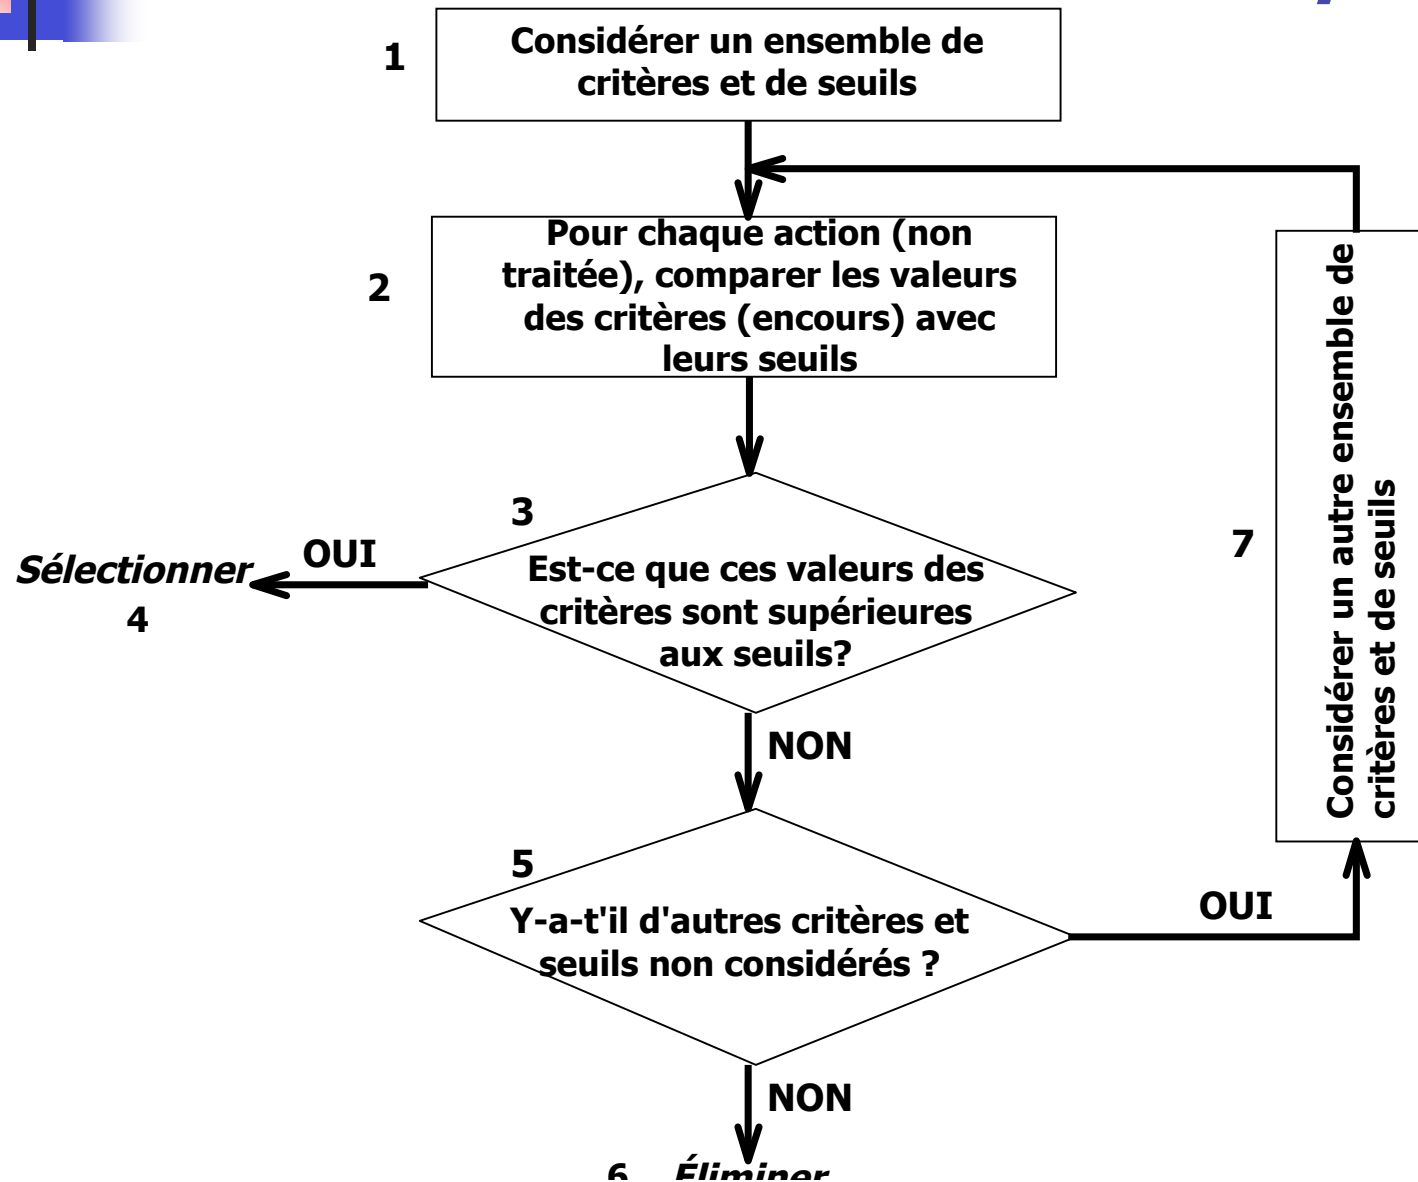 1
Considérer un ensemble de
critères et de seuils
2
Pour chaque action (non
traitée), comparer les valeurs
des critères (encours) avec
leurs seuils
3
Est-ce que ces valeurs des
critères sont supérieures
aux seuils?
OUI
Sélectionner
4
NON
5
Y-a-t'il d'autres critères et
seuils non considérés ?
OUI
7
Considérer un autre ensemble de
critères et de seuils
NON
6 Éliminer